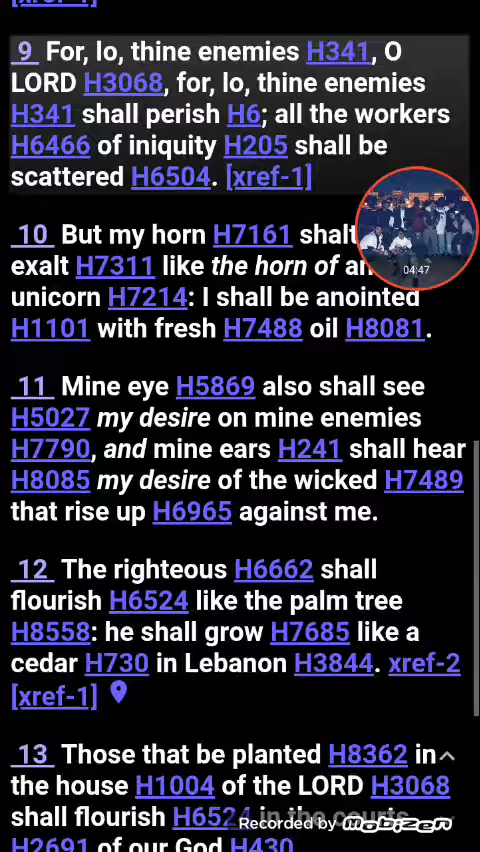 [xref-1]
9 For, lo, thine enemies H341, O
LORD H3068, for, lo, thine enemies
H341 shall perish H6; all the workers
H6466 of iniquity H205 shall be
scattered H6504. [xref-1]
10 But my horn H7161 shalt
exalt H7311 like the horn of an
04:47
unicorn H7214: I shall be anointed
H1101 with fresh H7488 oil H8081.
11 Mine eye H5869 also shall see
H5027 my desire on mine enemies
H7790, and mine ears H241 shall hear
H8085 my desire of the wicked H7489
that rise up H6965 against me.
12 The righteous H6662 shall
flourish H6524 like the palm tree
H8558: he shall grow H7685 like a
cedar H730 in Lebanon H3844. xref-2
[xref-1]
13 Those that be planted H8362 in
the house H1004 of the LORD H3068
shall flourish H6524 in the courts
Recorded by mobizen
H2691 of our God H430